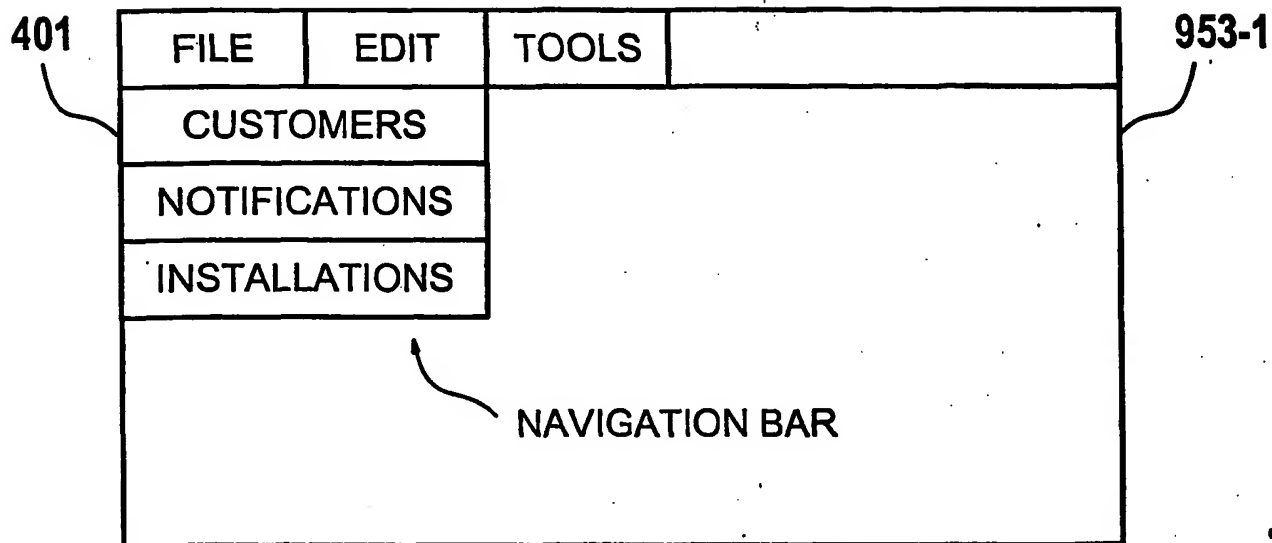 401 FILE EDIT TOOLS 953-1
CUSTOMERS
NOTIFICATIONS
INSTALLATIONS
NAVIGATION BAR